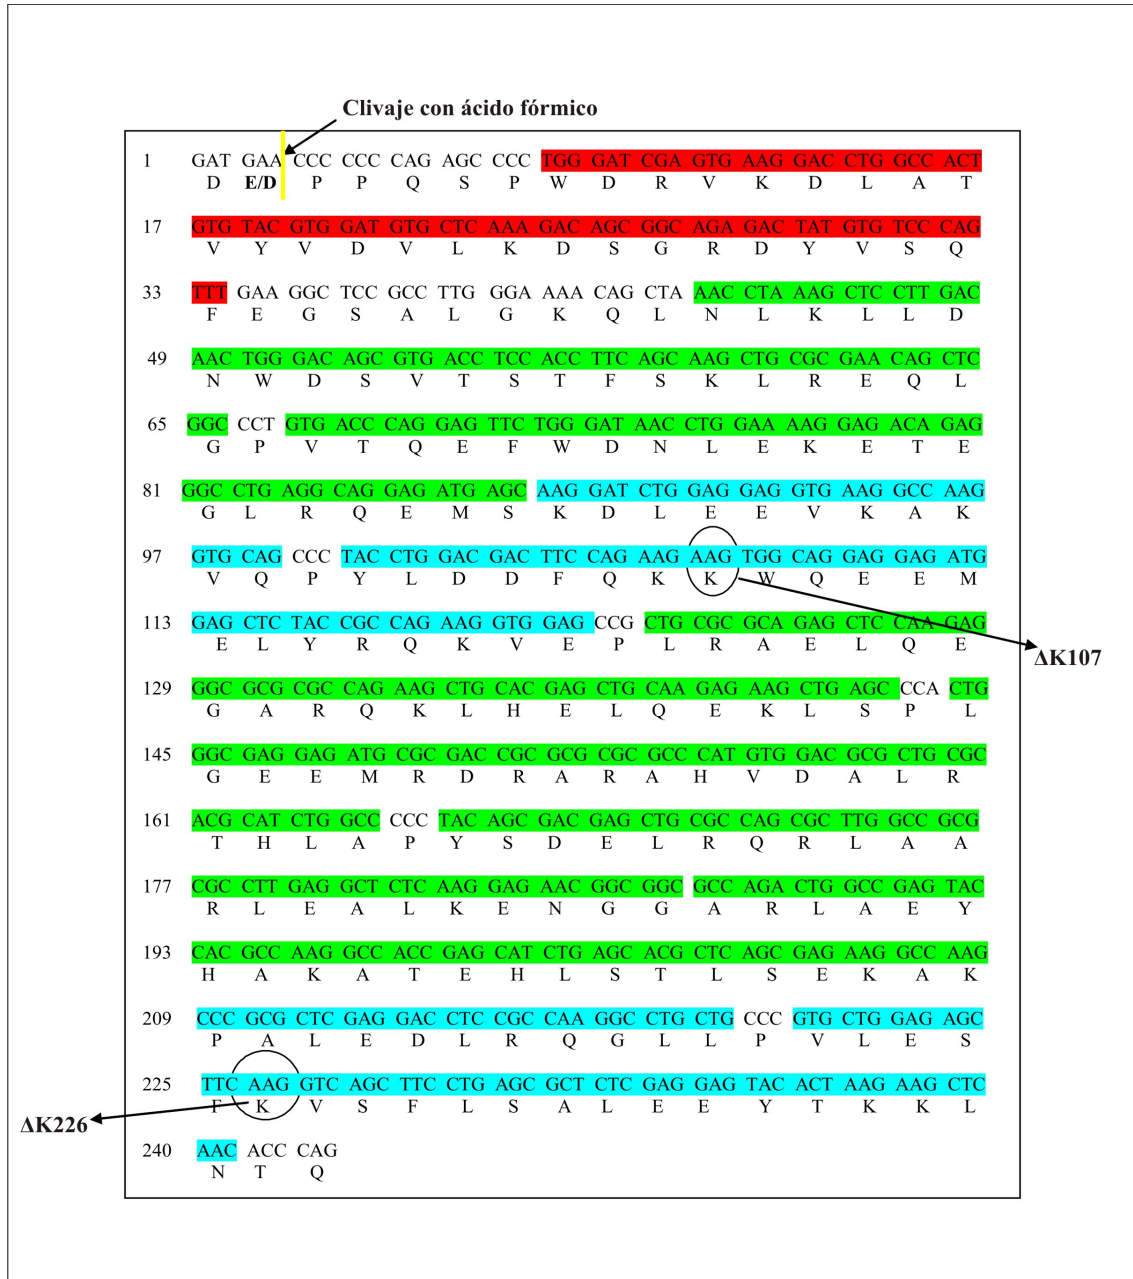 Clivaje con ácido fórmico
1 GAT GAA CCC CCC CAG AGC CCC TGG GAT CGA GTG AAG GAC CTG GCC ACT
D E/D P P Q S P W D R V K D L A T
17 GTG TAC GTG GAT GTG CTC AAA GAC AGC GGC AGA GAC TAT GTG TCC CAG
V Y V D V L K D S G R D Y V S Q
33 TTT GAA GGC TCC GCC TTG GGA AAA CAG CTA AAC CTA AAG CTC CTT GAC
F E G S A L G K Q L N L K L L D
49 AAC TGG GAC AGC GTG ACC TCC ACC TTC AGC AAG CTG CGC GAA CAG CTC
N W D S V T S T F S K L R E Q L
65 GGC CCT GTG ACC CAG GAG TTC TGG GAT AAC CTG GAA AAG GAG ACA GAG
G P V T Q E F W D N L E K E T E
81 GGC CTG AGG CAG GAG ATG AGC AAG GAT CTG GAG GAG GTG AAG GCC AAG
G L R Q E M S K D L E E V K A K
97 GTG CAG CCC TAC CTG GAC GAC TTC CAG AAG AAG TGG CAG GAG GAG ATG
V Q P Y L D D F Q K K W Q E E M
113 GAG CTC TAC CGC CAG AAG GTG GAG CCG CTG CGC GCA GAG CTC CAA GAG
E L Y R Q K V E P L R A E L Q E
ΔK107
129 GGC GCG CGC CAG AAG CTG CAC GAG CTG CAA GAG AAG CTG AGC CCA CTG
G A R Q K L H E L Q E K L S P L
145 GGC GAG GAG ATG CGC GAC CGC GCG CGC GCC CAT GTG GAC GCG CTG CGC
G E E M R D R A R A H V D A L R
161 ACG CAT CTG GCC CCC TAC AGC GAC GAG CTG CGC CAG CGC TTG GCC GCG
T H L A P Y S D E L R Q R L A A
177 CGC CTT GAG GCT CTC AAG GAG AAC GGC GGC GCC AGA CTG GCC GAG TAC
R L E A L K E N G G A R L A E Y
193 CAC GCC AAG GCC ACC GAG CAT CTG AGC ACG CTC AGC GAG AAG GCC AAG
H A K A T E H L S T L S E K A K
209 CCC GCG CTC GAG GAC CTC CGC CAA GGC CTG CTG CCC GTG CTG GAG AGC
P A L E D L R Q G L L P V L E S
225 TTC AAG GTC AGC TTC CTG AGC GCT CTC GAG GAG TAC ACT AAG AAG CTC
F K V S F L S A L E E Y T K K L
ΔK226
240 AAC ACC CAG
N T Q